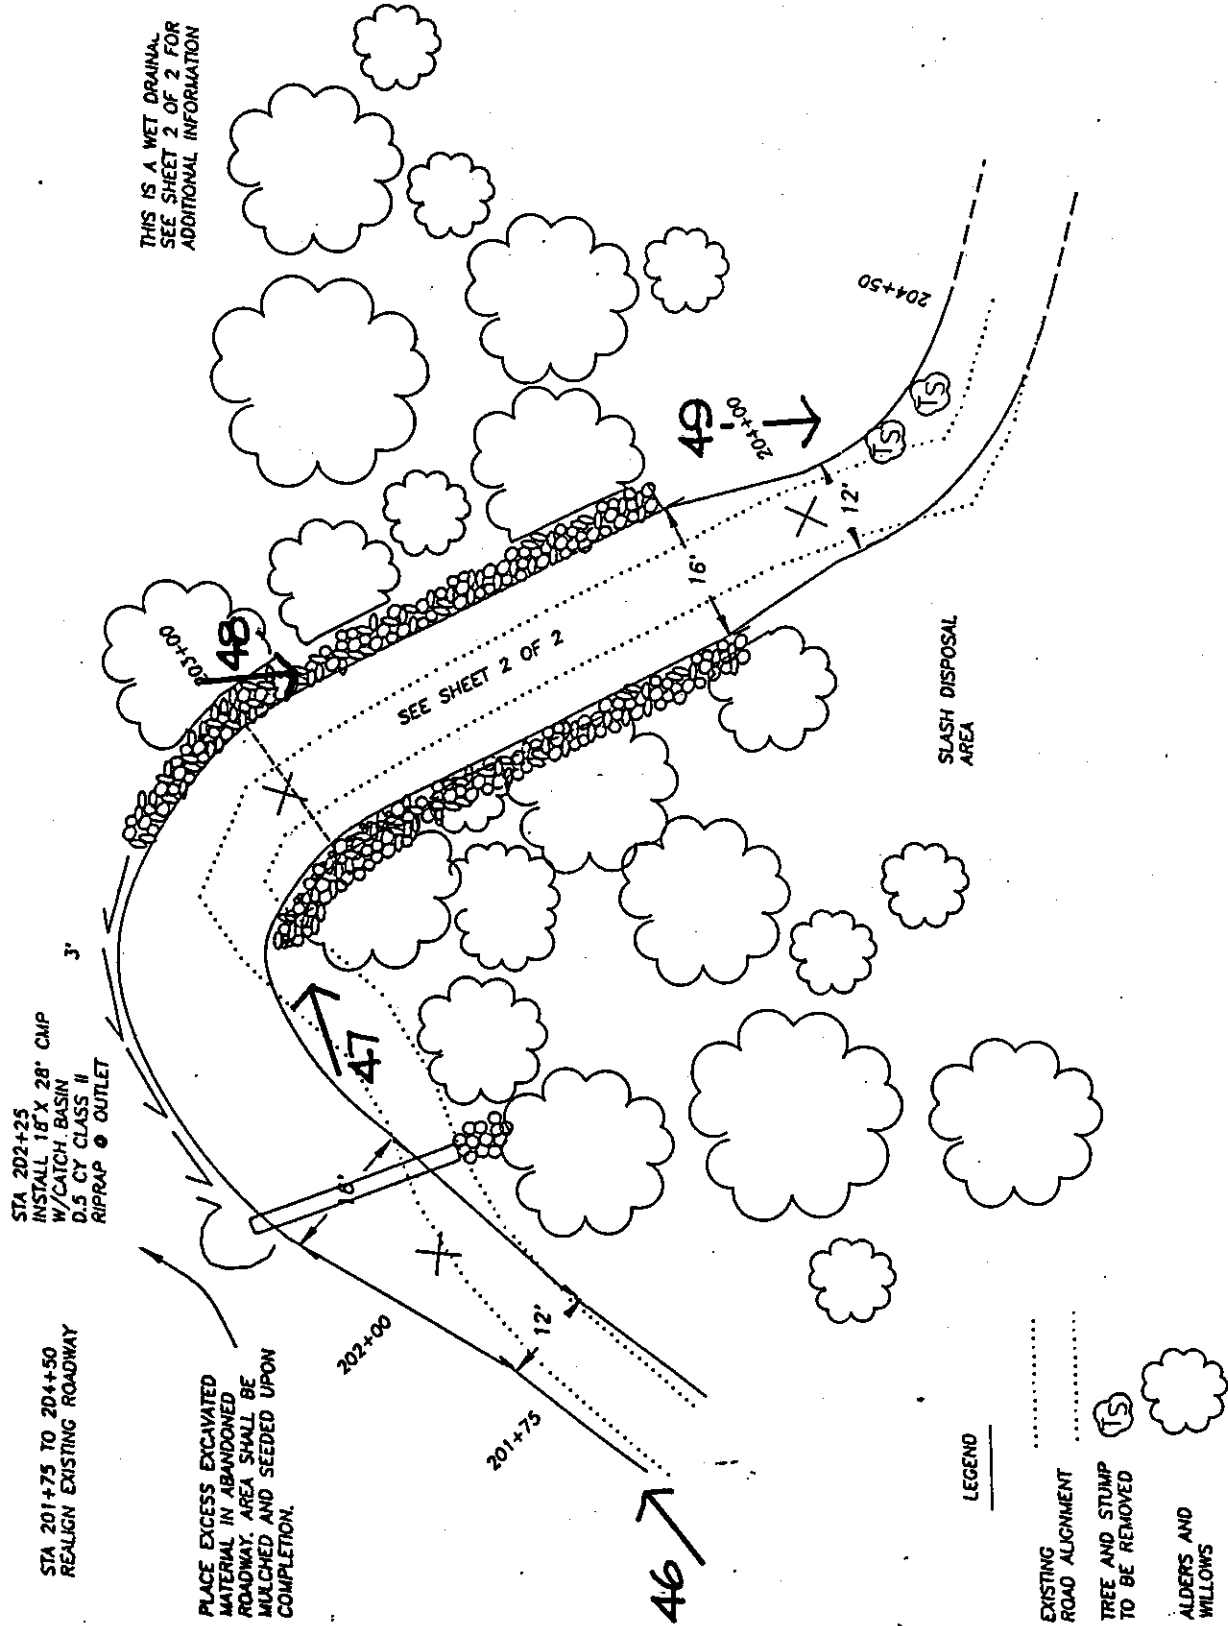 STA 201+75 TO 204+50
REALIGN EXISTING ROADWAY
STA 202+25
INSTALL 18" X 28' CMP
W/CATCH BASIN
0.5 CY CLASS II
RIPRAP @ OUTLET
3'
THIS IS A WET
SEE SHEET 2 OF 2 FOR
ADDITIONAL INFORMATION
PLACE EXCESS EXCAVATED
MATERIAL IN ABANDONED
ROADWAY. AREA SHALL BE
MULCHED AND SEEDED UPON
COMPLETION.
203+00
48
202+00
16'
47
SEE SHEET 2 OF 2
201+75
12'
16'
49
204+00
12'
204+50
TS
TS
46
SLASH DISPOSAL
AREA
LEGEND
EXISTING
ROAD ALIGNMENT
TREE AND STUMP
TO BE REMOVED
TS
ALDERS AND
WILLOWS